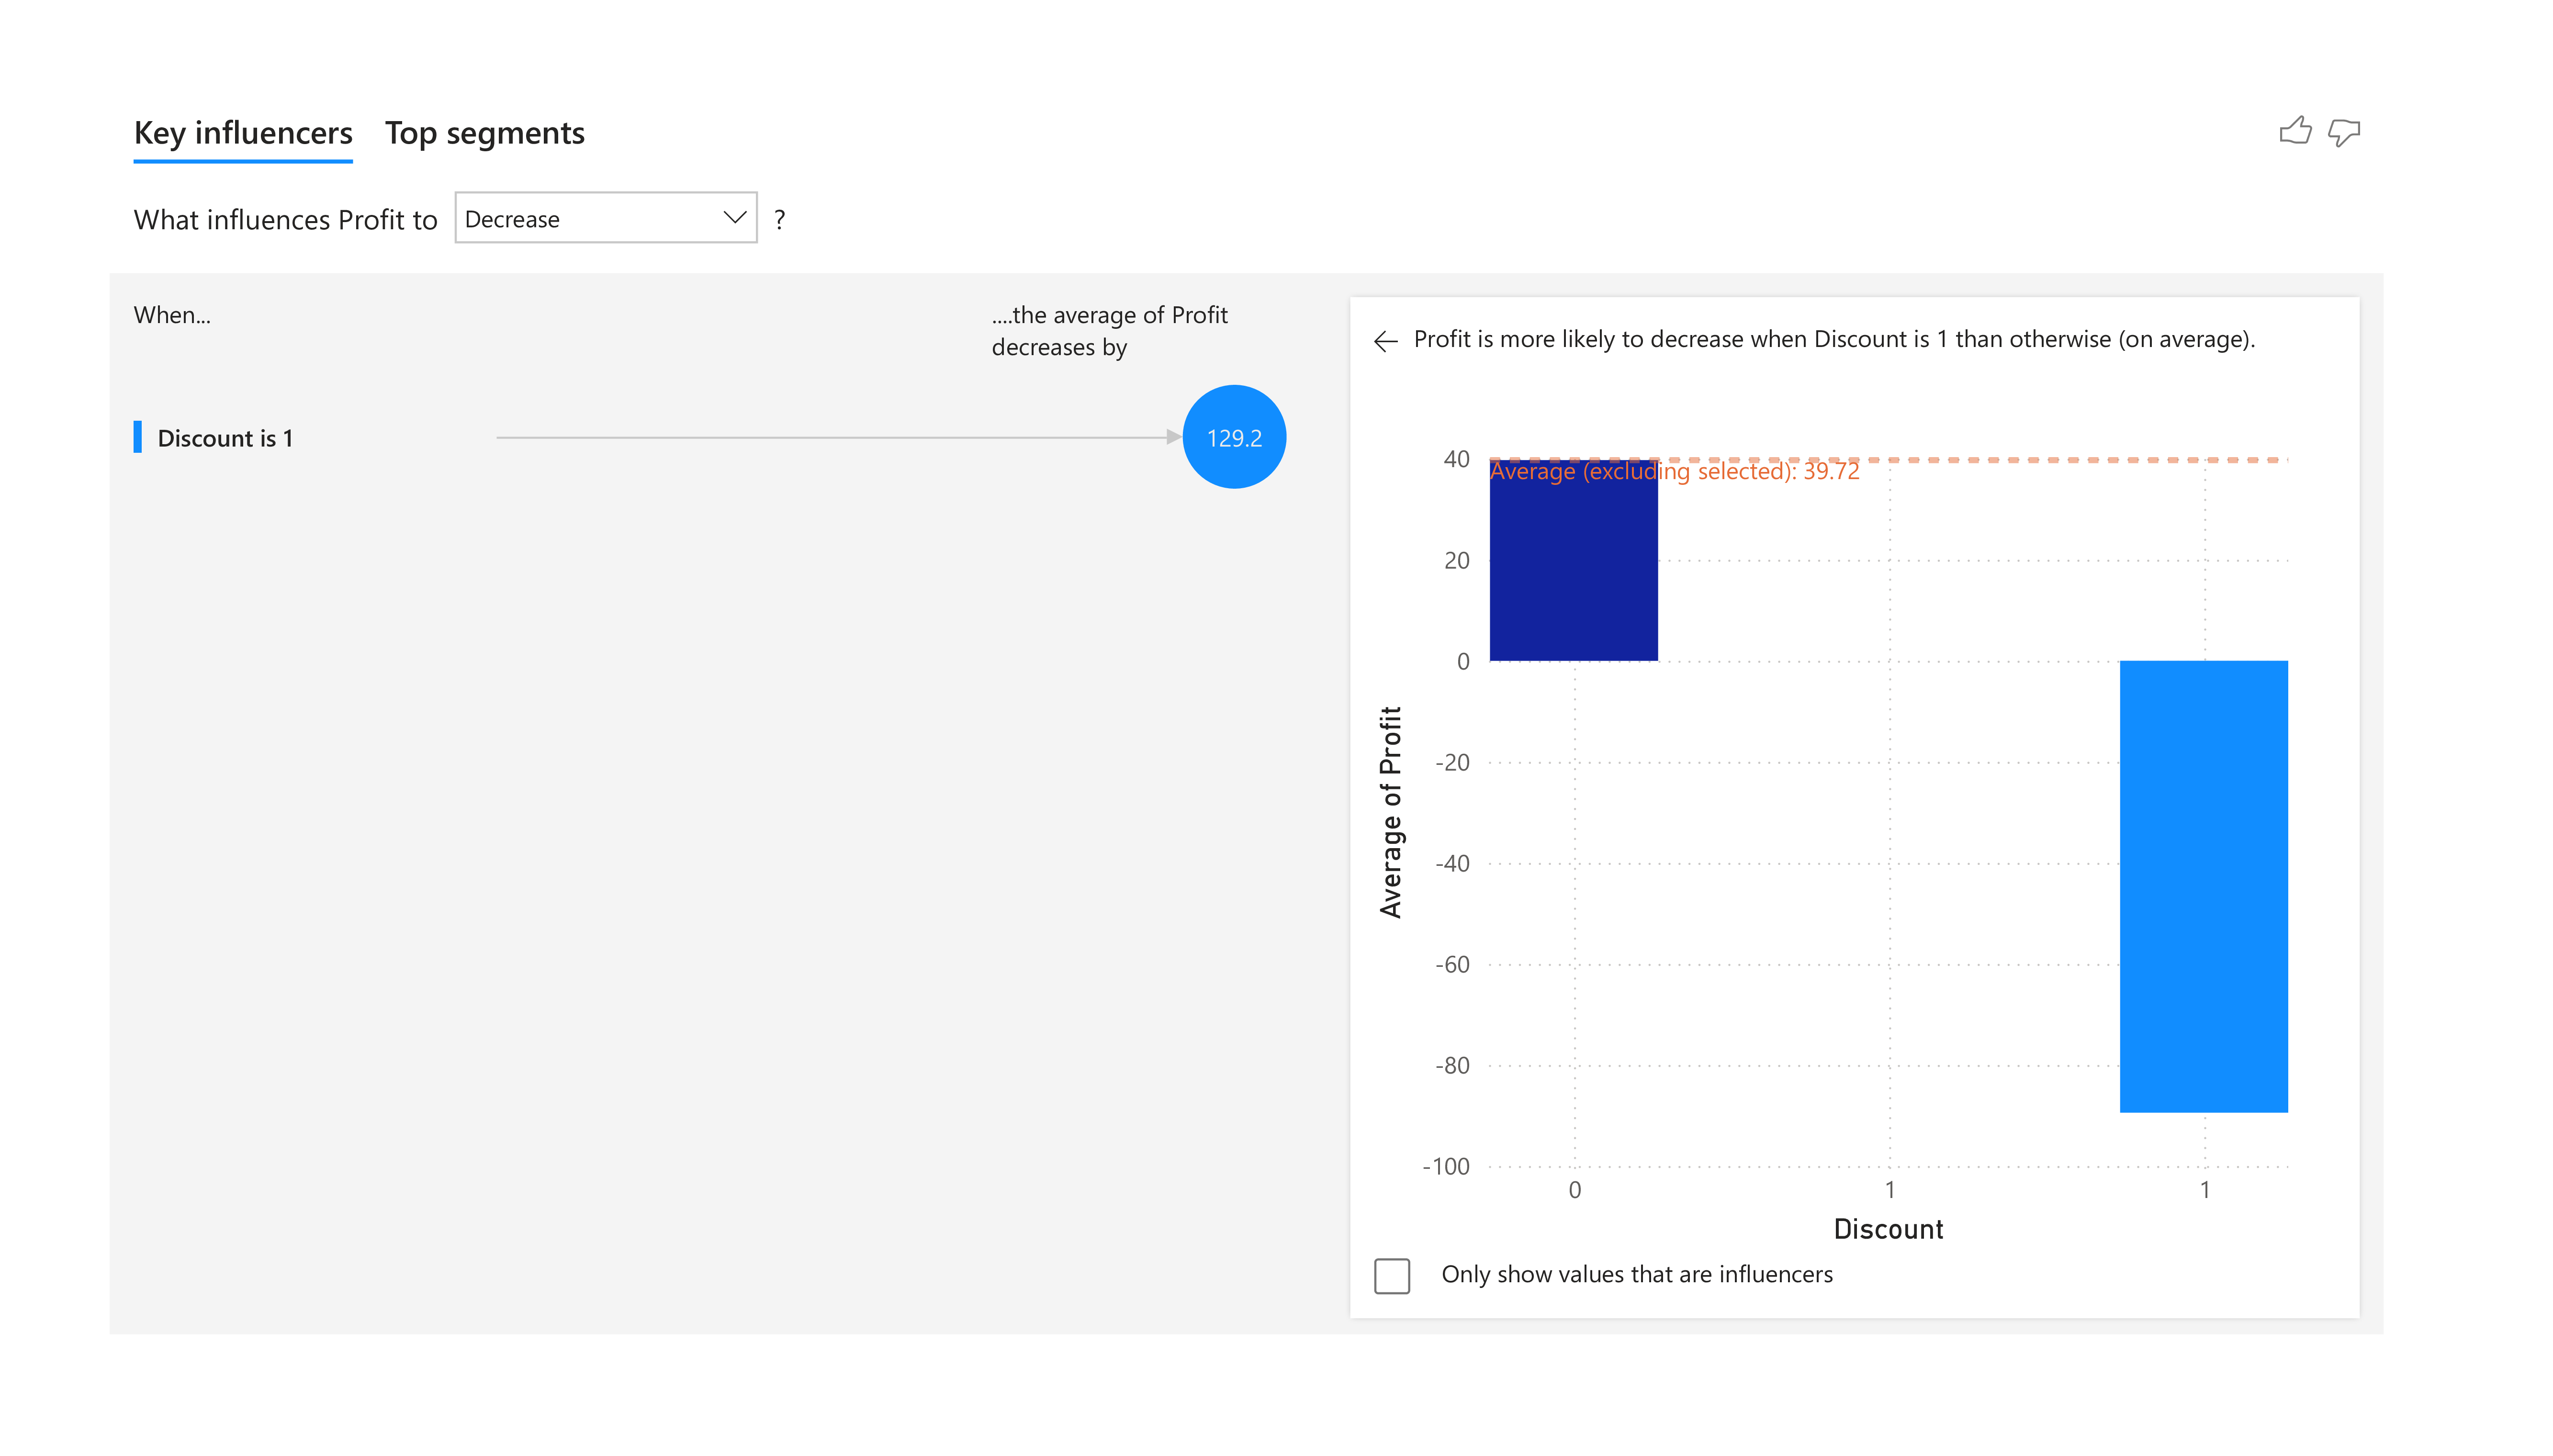 Key influencers Top segments
What influences Profit to Decrease ?
When...
....the average of Profit
decreases by
Discount is 1
129.2
Profit is more likely to decrease when Discount is 1 than otherwise (on average).
Average (excluding selected): 39.72
40
20
0
-20
-40
-60
-80
-100
Average of Profit
0 1 1
Discount
Only show values that are influencers